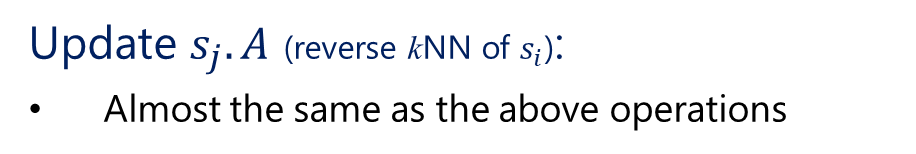 Update sⱼ.A (reverse kNN of sᵢ):
• Almost the same as the above operations